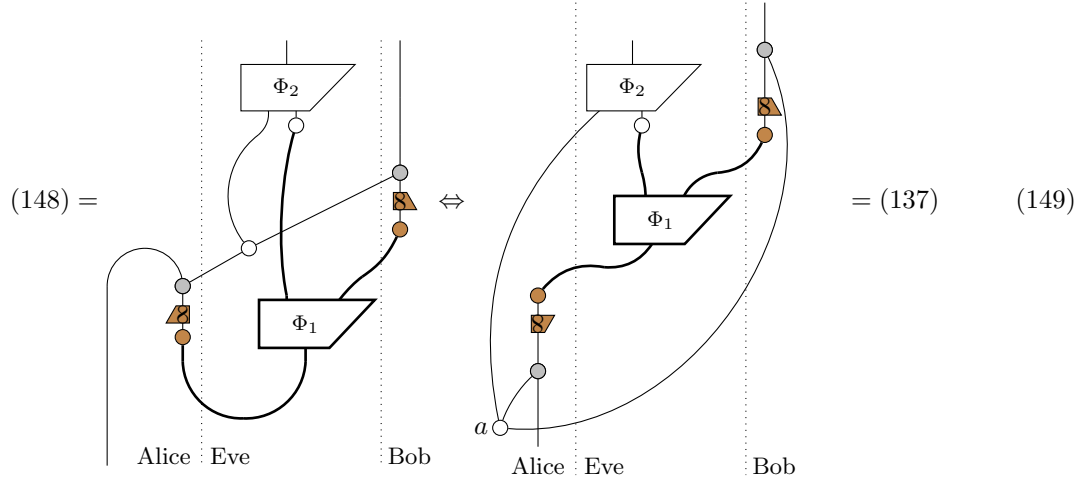 Φ₂
Φ₂
(148) = ∞ ⇔ ∞ = (137) (149)
Φ₁
∞
Φ₁
∞
∞
a
Alice Eve Bob
Alice Eve Bob